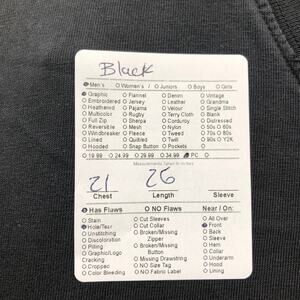 Black
Men's / Women's / Juniors Boys Girls
Graphic Flannel Denim Vintage
Embroidered Jersey Leather Grandma
Heathered Pajama Velour Single Stitch
Multicolor Rugby Terry Cloth Blank
Full Zip Sherpa Corduroy Distressed
Reversible Mesh Nylon 50s 60s
Windbreaker Fleece Tweed 70s 80s
Lined Quilted Twill 90s Y2K
Hooded Snap Button Pockets
19.99 24.99 29.99 34.99 PC
Measurements Taken In Inches
21 26
Chest Length Sleeve
Has Flaws NO Flaws Near / On:
Stain Cut Sleeves All Over
Hole/Tear Cut Collar Front
Unstitching Broken/Missing Back
Discoloration Zipper Sleeve
Pilling Broken/Missing Hem
Graphic/Logo Button Collar
Cracking Missing Drawstring Underarm
Cropped NO Size Tag Hood
Color Bleeding NO Fabric Lining